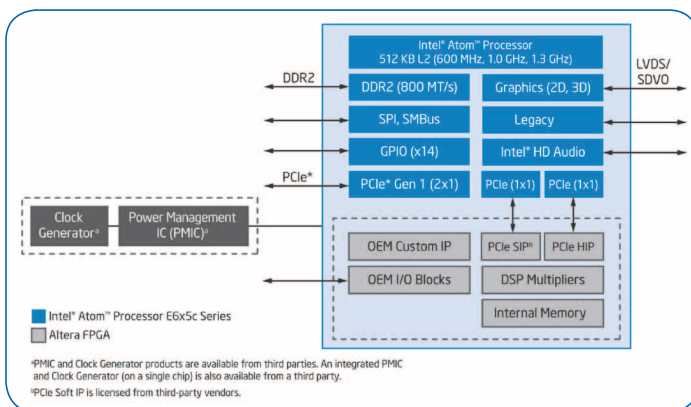 Intel® Atom™ Processor
512 KB L2 (600 MHz, 1.0 GHz, 1.3 GHz)
LVDS/
SDVO
DDR2
DDR2 (800 MT/s)
Graphics (2D, 3D)
SPI, SMBus
Legacy
GPIO (x14)
Intel® HD Audio
PCIe*
PCIe* Gen 1 (2x1)
PCIe (1x1)
PCIe (1x1)
Clock
Generatorᵃ
Power Management
IC (PMIC)ᵃ
OEM Custom IP
PCIe SIPᵇ
PCIe HIP
OEM I/O Blocks
DSP Multipliers
Internal Memory
Intel® Atom™ Processor E6x5c Series
Altera FPGA
ᵃPMIC and Clock Generator products are available from third parties. An integrated PMIC
and Clock Generator (on a single chip) is also available from a third party.
ᵇPCIe Soft IP is licensed from third-party vendors.